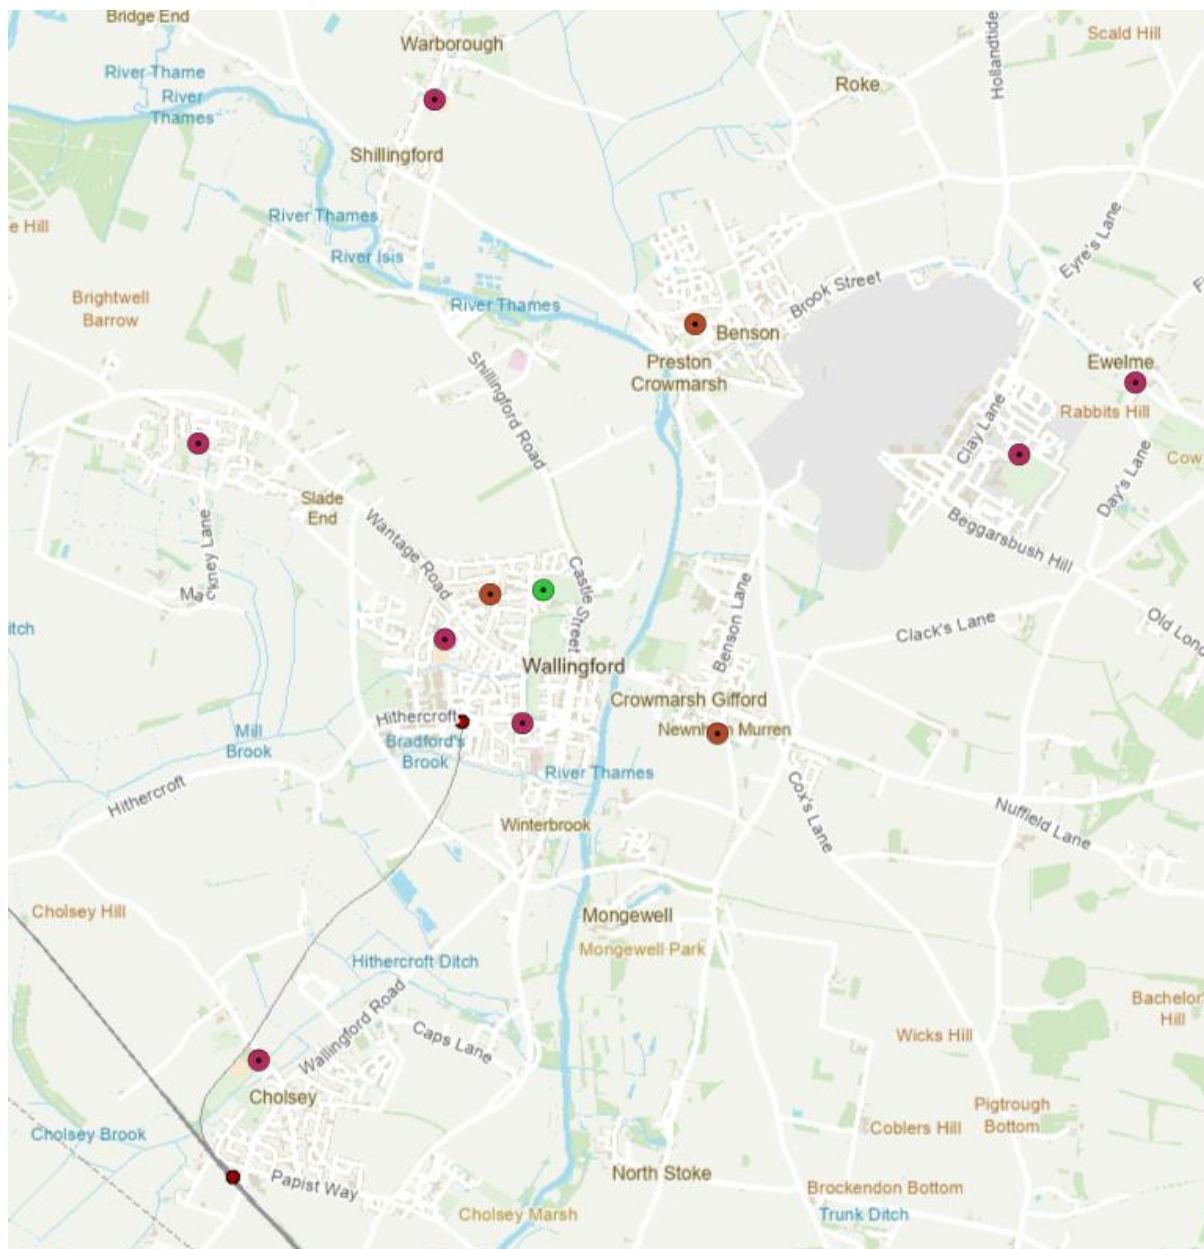 Bridge End
Warborough
Scald Hill
River Thame
River
Thames
Hollandtide
Roke
Shillingford
River Thames
Eyre's Lane
e Hill
River Isis
Brook Street
Brightwell
Barrow
River Thames
Fi
Benson
Preston
Crowmarsh
Ewelme
Shillingford Road
Rabbits Hill
Clay Lane
Cow
Day's Lane
Slade
End
Wantage Road
Beggarsbush Hill
Mackney Lane
Castle Street
Benson Lane
itch
Clack's Lane
Old Lond
Wallingford
Crowmarsh Gifford
Hithercroft
Newnham Murren
Mill
Brook
Bradford's
Brook
River Thames
Hithercroft
Cox's Lane
Nuffield Lane
Winterbrook
Cholsey Hill
Mongewell
Mongewell Park
Hithercroft Ditch
Bachelor's
Hill
Wallingford Road
Caps Lane
Wicks Hill
Cholsey
Pigtrough
Bottom
Cholsey Brook
Coblers Hill
North Stoke
Papist Way
Brockendon Bottom
Cholsey Marsh
Trunk Ditch